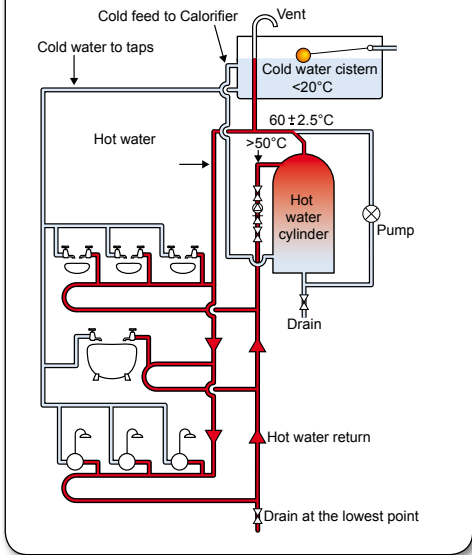 Cold feed to Calorifier
Vent
Cold water to taps
Cold water cistern
<20°C
60 ±2.5°C
Hot water
>50°C
Hot
water
cylinder
Pump
Drain
Hot water return
Drain at the lowest point